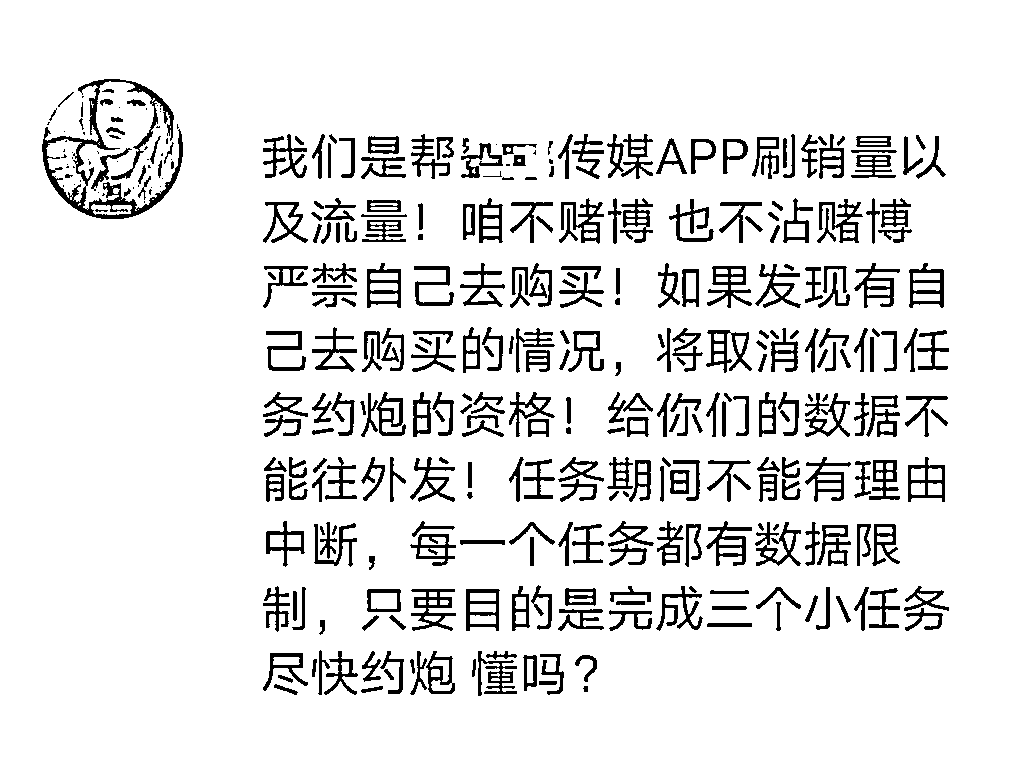 我们是帮传媒APP刷销量以
及流量！咱不赌博 也不沾赌博
严禁自己去购买！如果发现有自
己去购买的情况，将取消你们任
务约炮的资格！给你们的数据不
能往外发！任务期间不能有理由
中断，每一个任务都有数据限
制，只要目的是完成三个小任务
尽快约炮 懂吗？